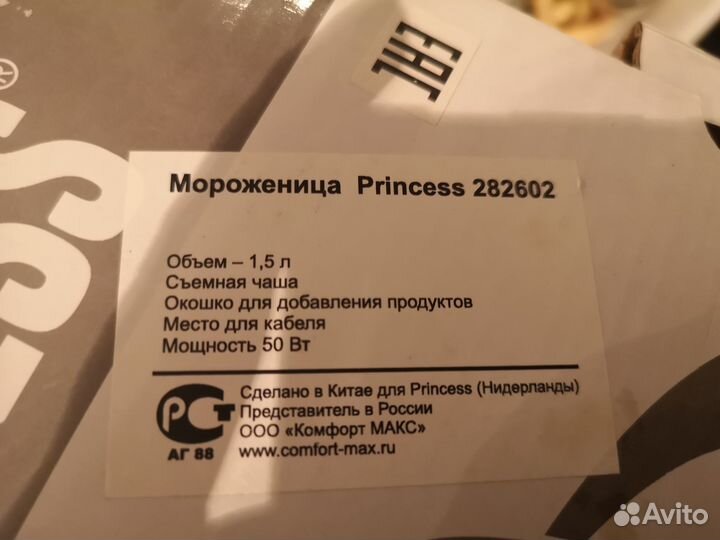 ®
SS
EAC
Мороженица Princess 282602
Объем – 1,5 л
Съемная чаша
Окошко для добавления продуктов
Место для кабеля
Мощность 50 Вт
Сделано в Китае для Princess (Нидерланды)
Представитель в России
ООО «Комфорт МАКС»
www.comfort-max.ru
РСТ
АГ 88
Avito